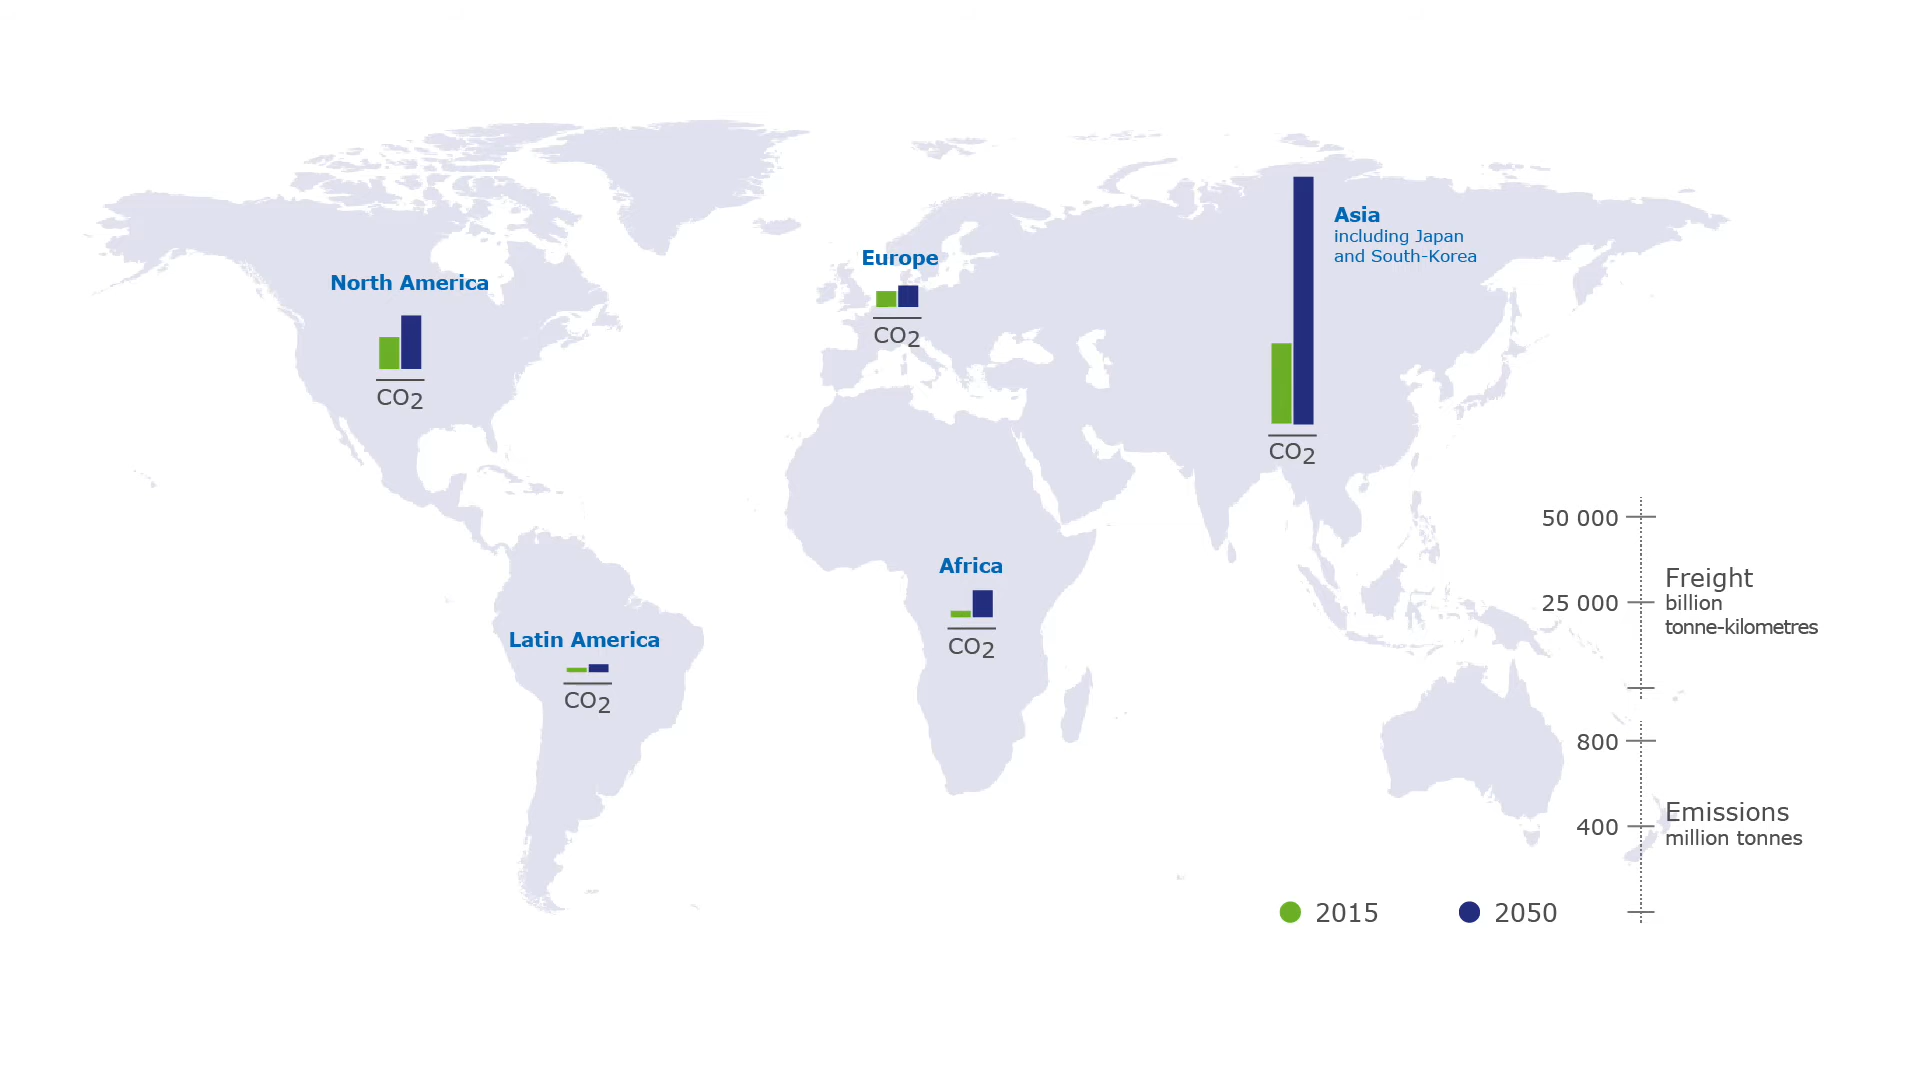 North America
CO2
Europe
CO2
Asia
including Japan
and South-Korea
CO2
Africa
CO2
Latin America
CO2
50 000
25 000
Freight
billion
tonne-kilometres
800
400
Emissions
million tonnes
2015
2050